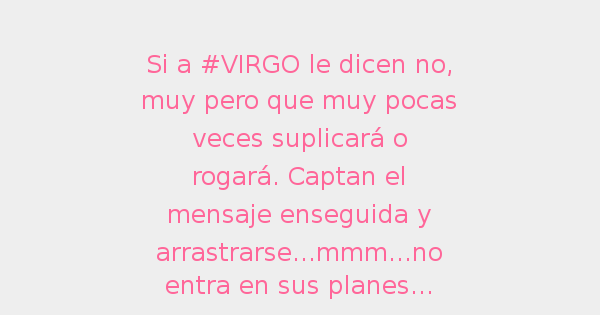 Si a #VIRGO le dicen no,
muy pero que muy pocas
veces suplicará o
rogará. Captan el
mensaje enseguida y
arrastrarse...mmm...no
entra en sus planes...